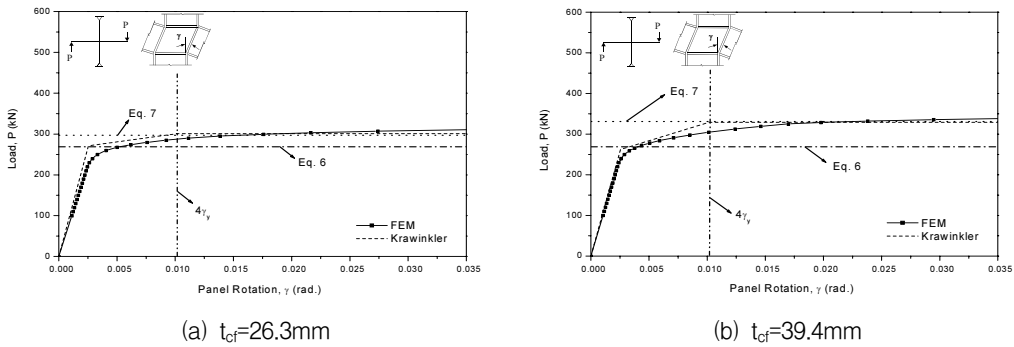 600
500
400
300
200
100
0
Load, P (kN)
P
P
γ
Eq. 7
Eq. 6
4γy
FEM
Krawinkler
0.000 0.005 0.010 0.015 0.020 0.025 0.030 0.035
Panel Rotation, γ (rad.)
(a) tcf=26.3mm
600
500
400
300
200
100
0
Load, P (kN)
P
P
γ
Eq. 7
Eq. 6
4γy
FEM
Krawinkler
0.000 0.005 0.010 0.015 0.020 0.025 0.030 0.035
Panel Rotation, γ (rad.)
(b) tcf=39.4mm